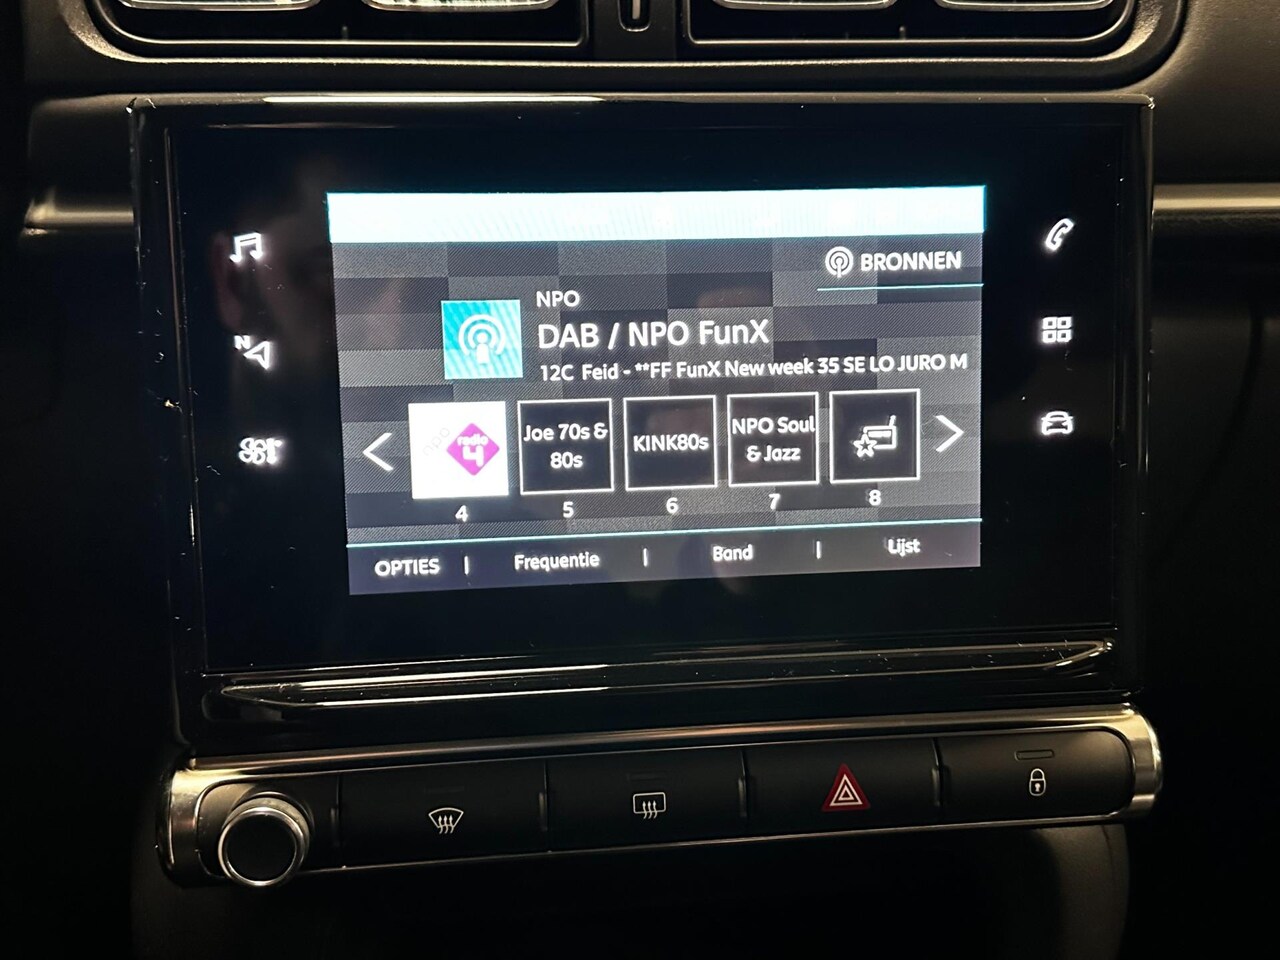 BRONNEN
NPO
DAB / NPO FunX
12C Feid - **FF FunX New week 35 SE LO JURO M
N
npo radio 4
Joe 70s &
80s
KINK80s
NPO Soul
& Jazz
4 5 6 7 8
OPTIES | Frequentie | Band | Lijst